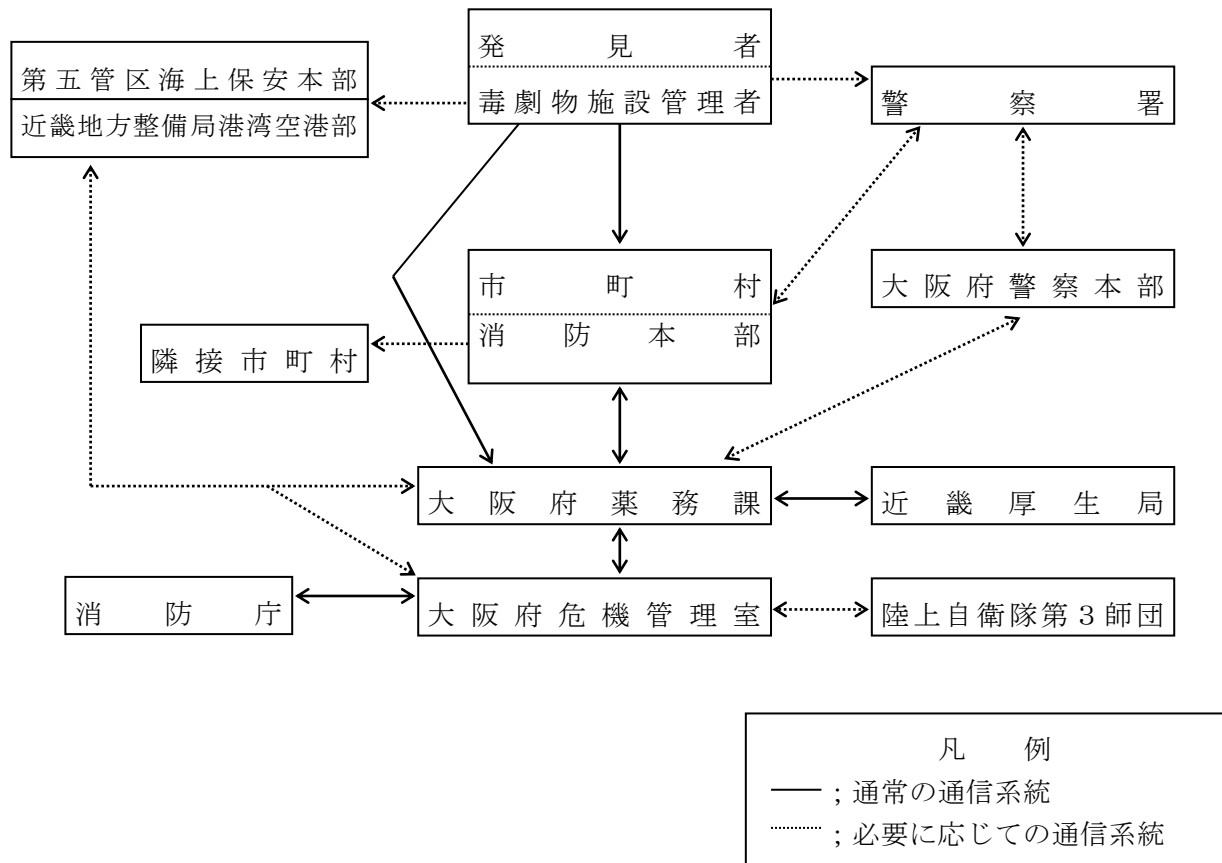 発見者
毒劇物施設管理者
第五管区海上保安本部
近畿地方整備局港湾空港部
警察署
市町村
消防本部
大阪府警察本部
隣接市町村
大阪府薬務課
近畿厚生局
消防庁
大阪府危機管理室
陸上自衛隊第3師団
凡例
;通常の通信系統
;必要に応じての通信系統